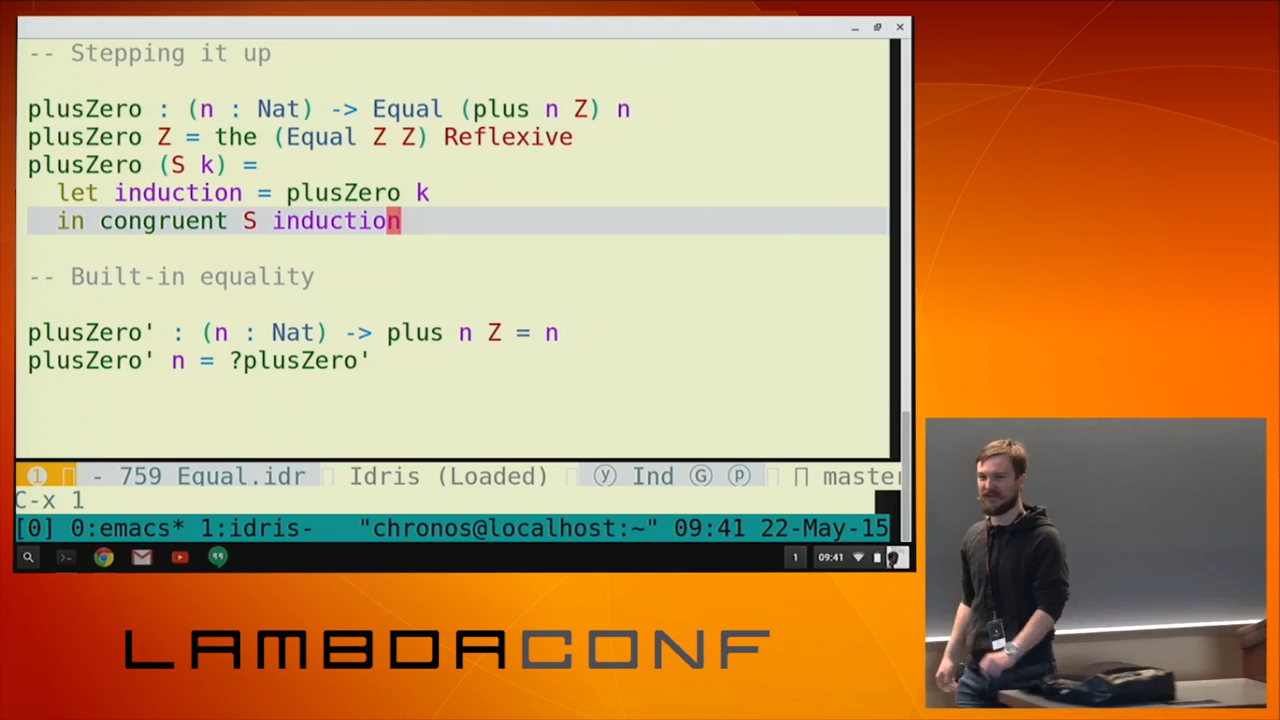 -- Stepping it up
plusZero : (n : Nat) -> Equal (plus n Z) n
plusZero Z = the (Equal Z Z) Reflexive
plusZero (S k) =
  let induction = plusZero k
  in congruent S induction
-- Built-in equality
plusZero' : (n : Nat) -> plus n Z = n
plusZero' n = ?plusZero'
1 - 759 Equal.idr Idris (Loaded) y Ind G p master
C-x 1
[0] 0:emacs* 1:idris- "chronos@localhost:~" 09:41 22-May-15
1 09:41
LAMBDACONF